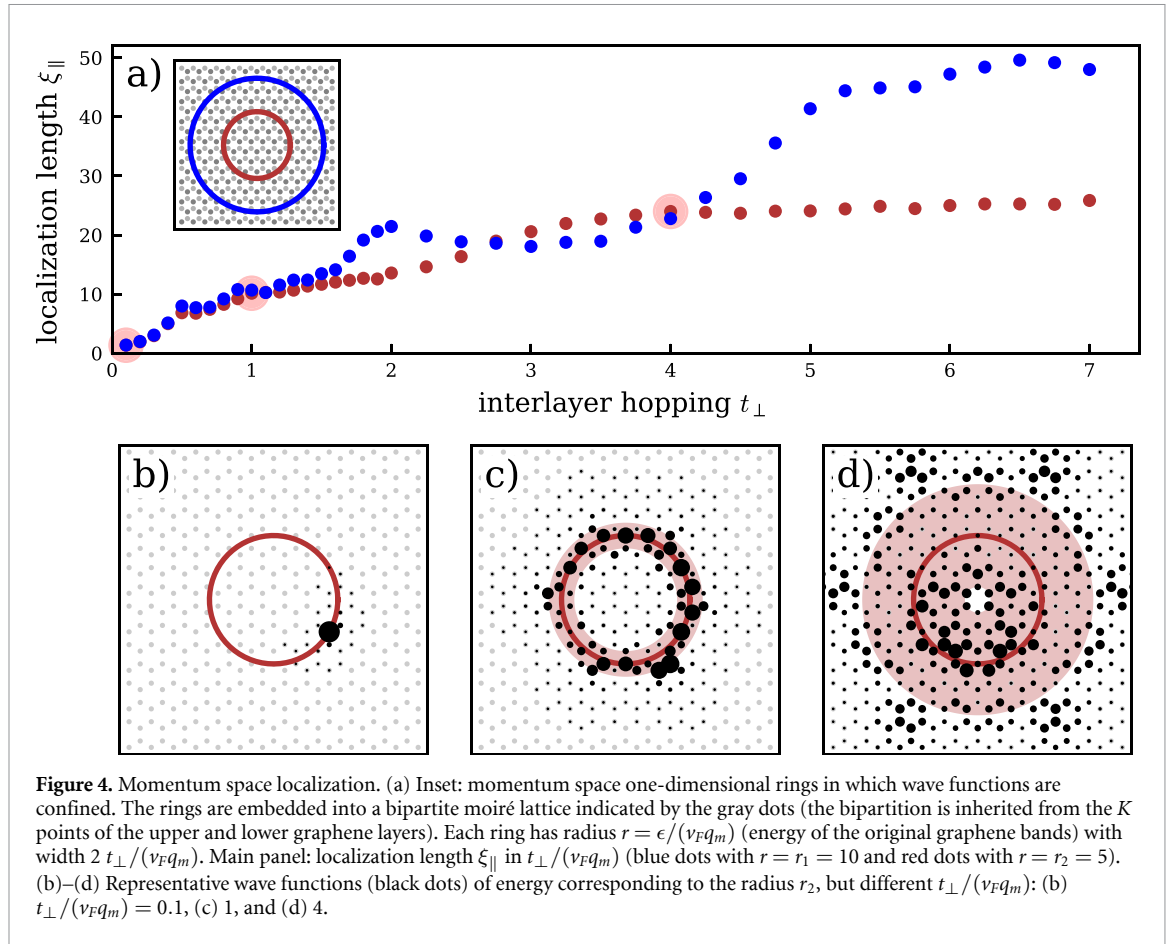 a)
localization length ξ∥
50
40
30
20
10
0
0 1 2 3 4 5 6 7
interlayer hopping t⊥
b) c) d)
Figure 4. Momentum space localization. (a) Inset: momentum space one-dimensional rings in which wave functions are
confined. The rings are embedded into a bipartite moiré lattice indicated by the gray dots (the bipartition is inherited from the K
points of the upper and lower graphene layers). Each ring has radius r = ϵ/(νFqm) (energy of the original graphene bands) with
width 2 t⊥/(νFqm). Main panel: localization length ξ∥ in t⊥/(νFqm) (blue dots with r = r1 = 10 and red dots with r = r2 = 5).
(b)–(d) Representative wave functions (black dots) of energy corresponding to the radius r2, but different t⊥/(νFqm): (b)
t⊥/(νFqm) = 0.1, (c) 1, and (d) 4.